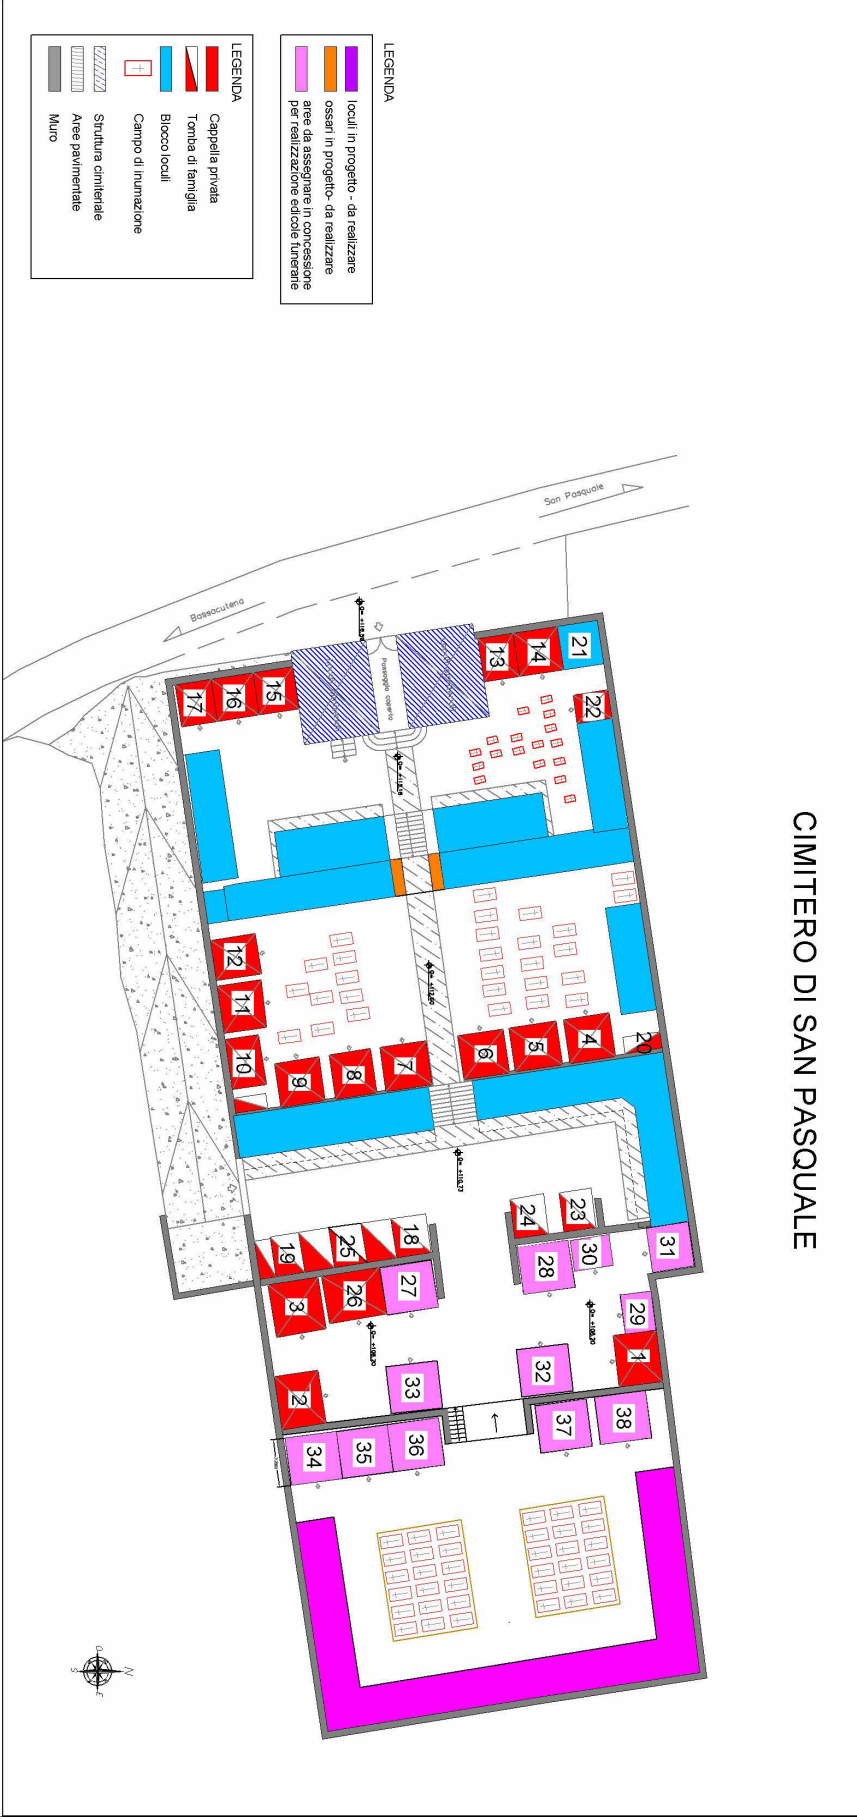 CIMITERO DI SAN PASQUALE
LEGENDA
loculi in progetto - da realizzare
ossari in progetto- da realizzare
aree da assegnare in concessione
per realizzazione edicole funerarie
LEGENDA
Cappella privata
Tomba di famiglia
Blocco loculi
Campo di inumazione
Struttura cimiteriale
Aree pavimentate
Muro
San Pasquale
Bassacutena
Passaggio coperto
21
14
13
22
15
16
17
12
11
10
9
8
7
6
5
4
20
24
23
18
25
19
31
30
28
27
26
3
29
1
32
33
2
38
37
36
35
34
N
E
S
O